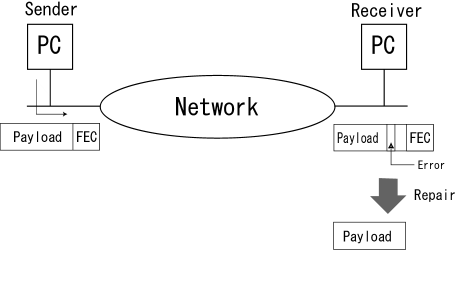 Sender
Receiver
PC
PC
Network
Payload FEC
Payload FEC
Error
Repair
Payload